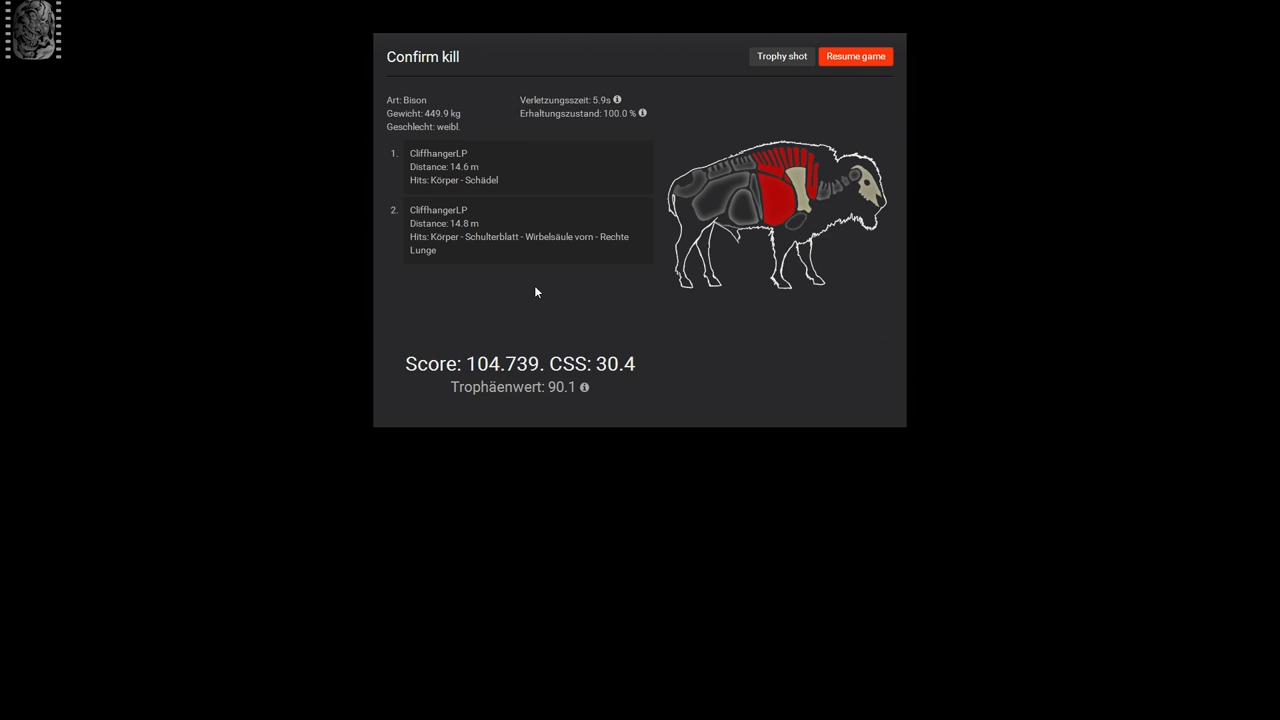 Confirm kill
Trophy shot
Resume game
Art: Bison
Gewicht: 449.9 kg
Geschlecht: weibl.
Verletzungsszeit: 5.9s
Erhaltungszustand: 100.0 %
1.
CliffhangerLP
Distance: 14.6 m
Hits: Körper - Schädel
2.
CliffhangerLP
Distance: 14.8 m
Hits: Körper - Schulterblatt - Wirbelsäule vorn - Rechte
Lunge
Score: 104.739. CSS: 30.4
Trophäenwert: 90.1